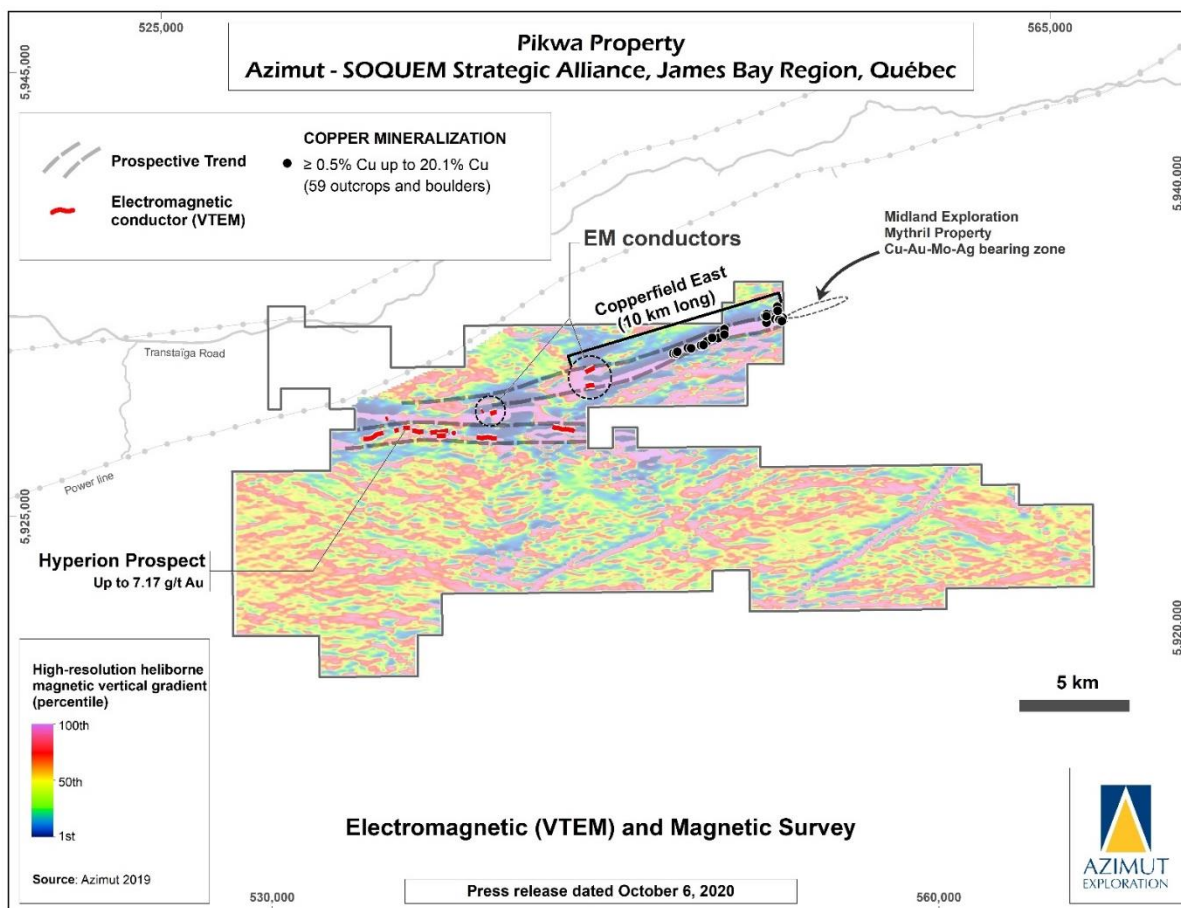 525,000
565,000
Pikwa Property
Azimut - SOQUEM Strategic Alliance, James Bay Region, Québec
5,945,000
5,940,000
Prospective Trend
Electromagnetic
conductor (VTEM)
COPPER MINERALIZATION
≥ 0.5% Cu up to 20.1% Cu
(59 outcrops and boulders)
EM conductors
Midland Exploration
Mythril Property
Cu-Au-Mo-Ag bearing zone
Copperfield East
(10 km long)
Transtaïga Road
Power line
5,925,000
Hyperion Prospect
Up to 7.17 g/t Au
5,920,000
High-resolution heliborne
magnetic vertical gradient
(percentile)
100th
50th
1st
Source: Azimut 2019
5 km
Electromagnetic (VTEM) and Magnetic Survey
AZIMUT
EXPLORATION
530,000
Press release dated October 6, 2020
560,000